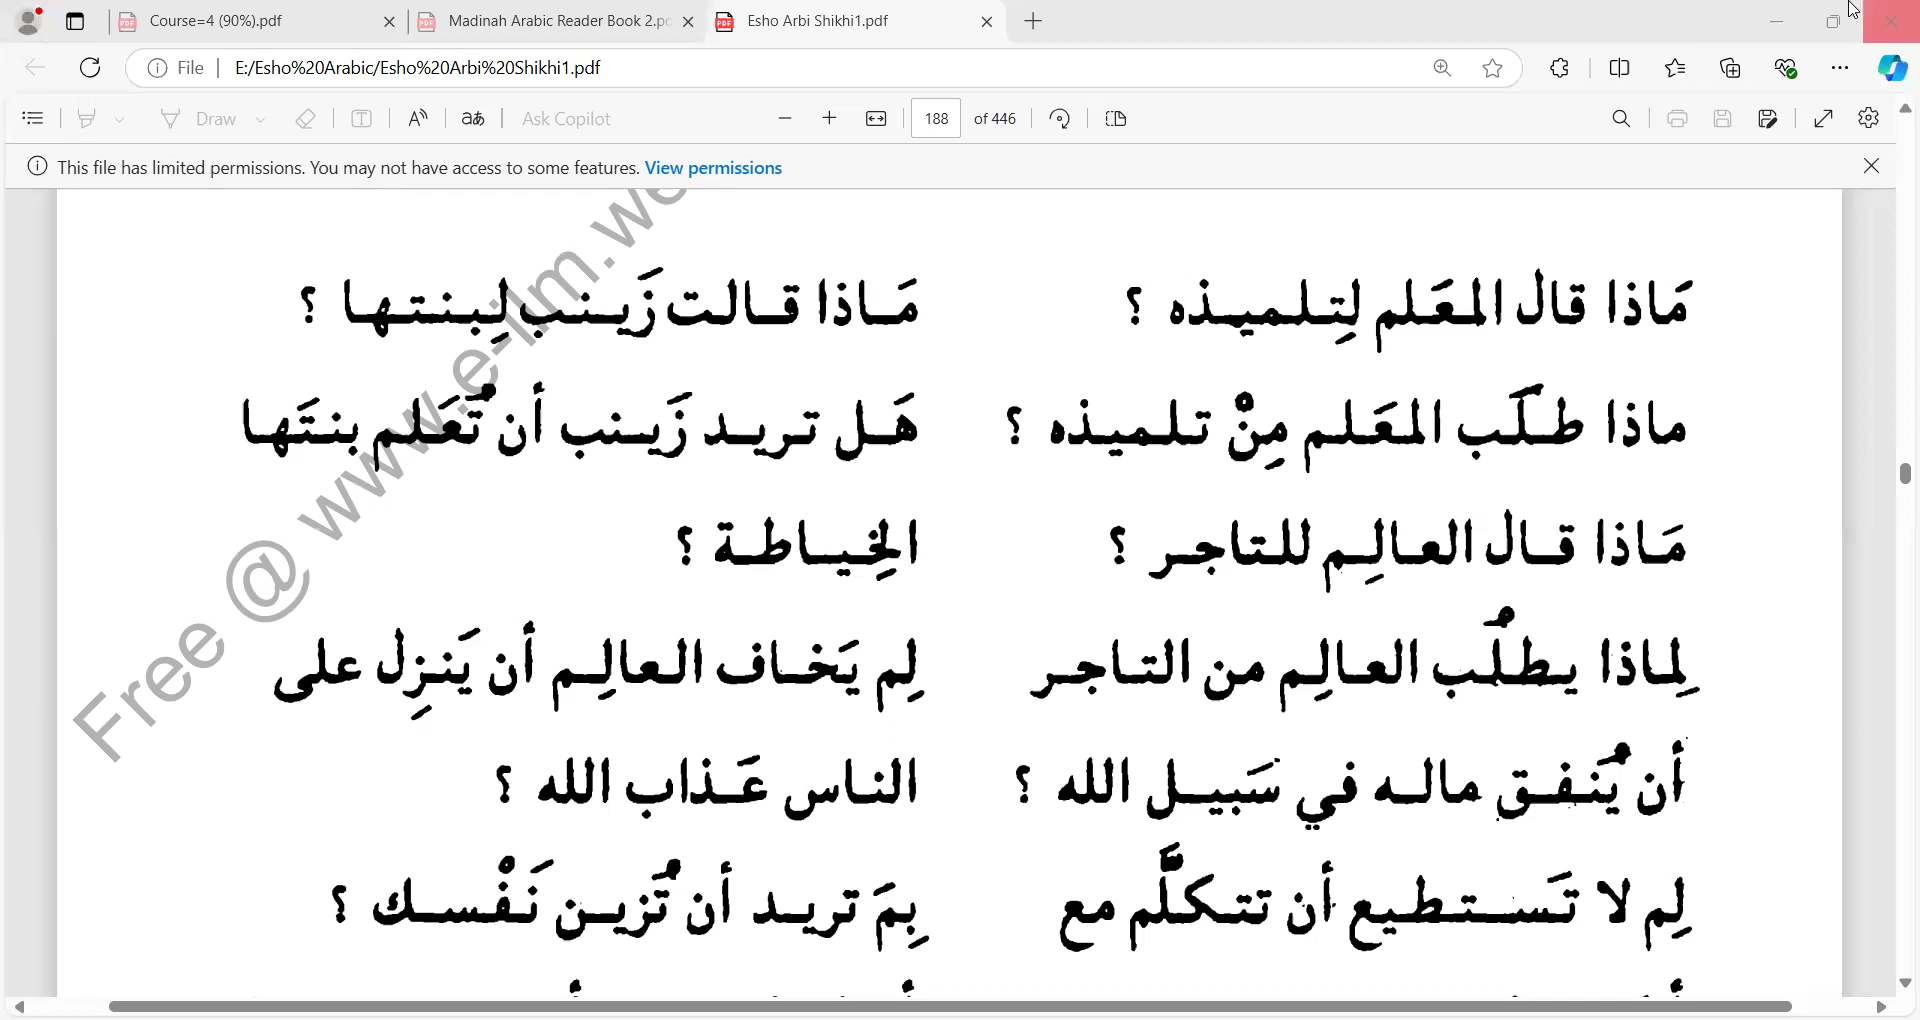 Course=4 (90%).pdf
Madinah Arabic Reader Book 2.pd
Esho Arbi Shikhi1.pdf
File
E:/Esho%20Arabic/Esho%20Arbi%20Shikhi1.pdf
Draw
Ask Copilot
188 of 446
This file has limited permissions. You may not have access to some features. View permissions
مَاذا قال المعَلم لِتلميذه ؟
ماذا طلَب المعَلم مِنْ تلميذه ؟
مَاذا قال العالِم للتاجر ؟
لِماذا يطلُب العالِم من التاجر
أن يُنفق ماله في سَبيل الله ؟
لِم لا تَستطيع أن تتكلَّم مع
مَاذا قالت زَينب لِبنتها ؟
هَل تريد زَينب أن تُعَلم بنتَها
الخِياطة ؟
لِم يَخاف العالِم أن يَنزِل على
الناس عَذاب الله ؟
بِمَ تريد أن تُزين نَفْسك ؟
Free @ www.e-ilm.we